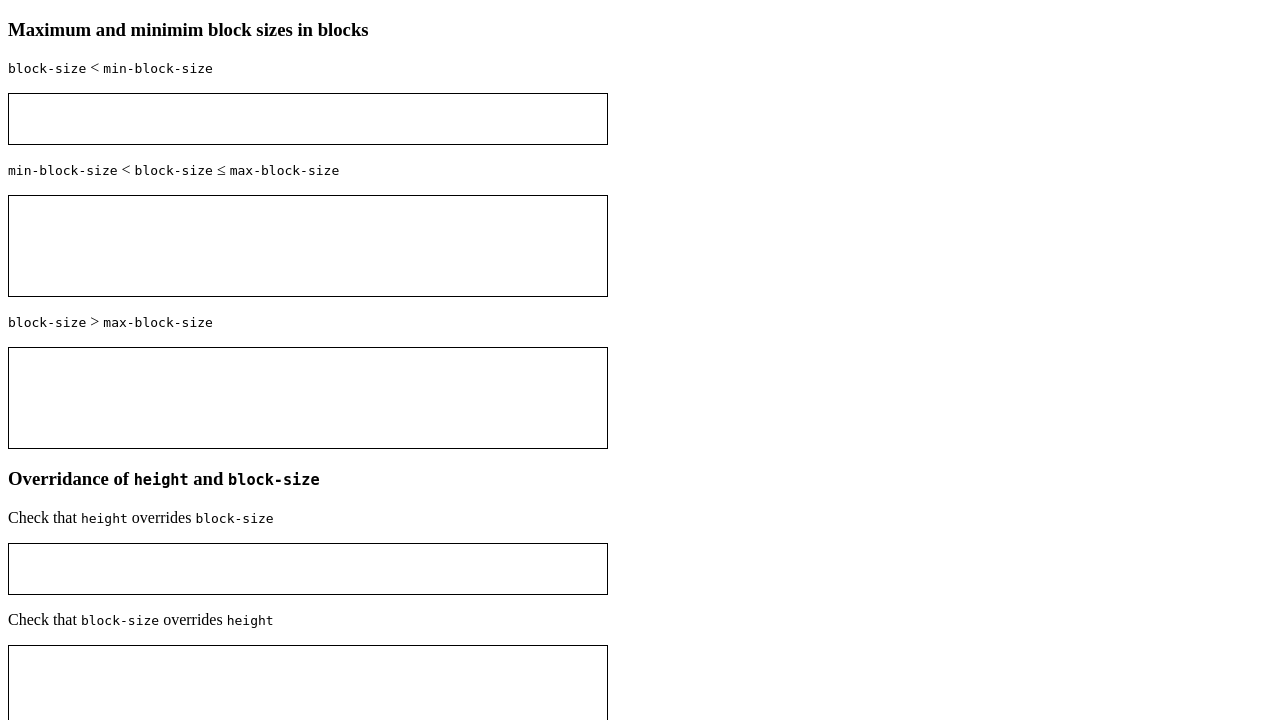 Maximum and minimim block sizes in blocks
block-size < min-block-size
min-block-size < block-size ≤ max-block-size
block-size > max-block-size
Overridance of height and block-size
Check that height overrides block-size
Check that block-size overrides height